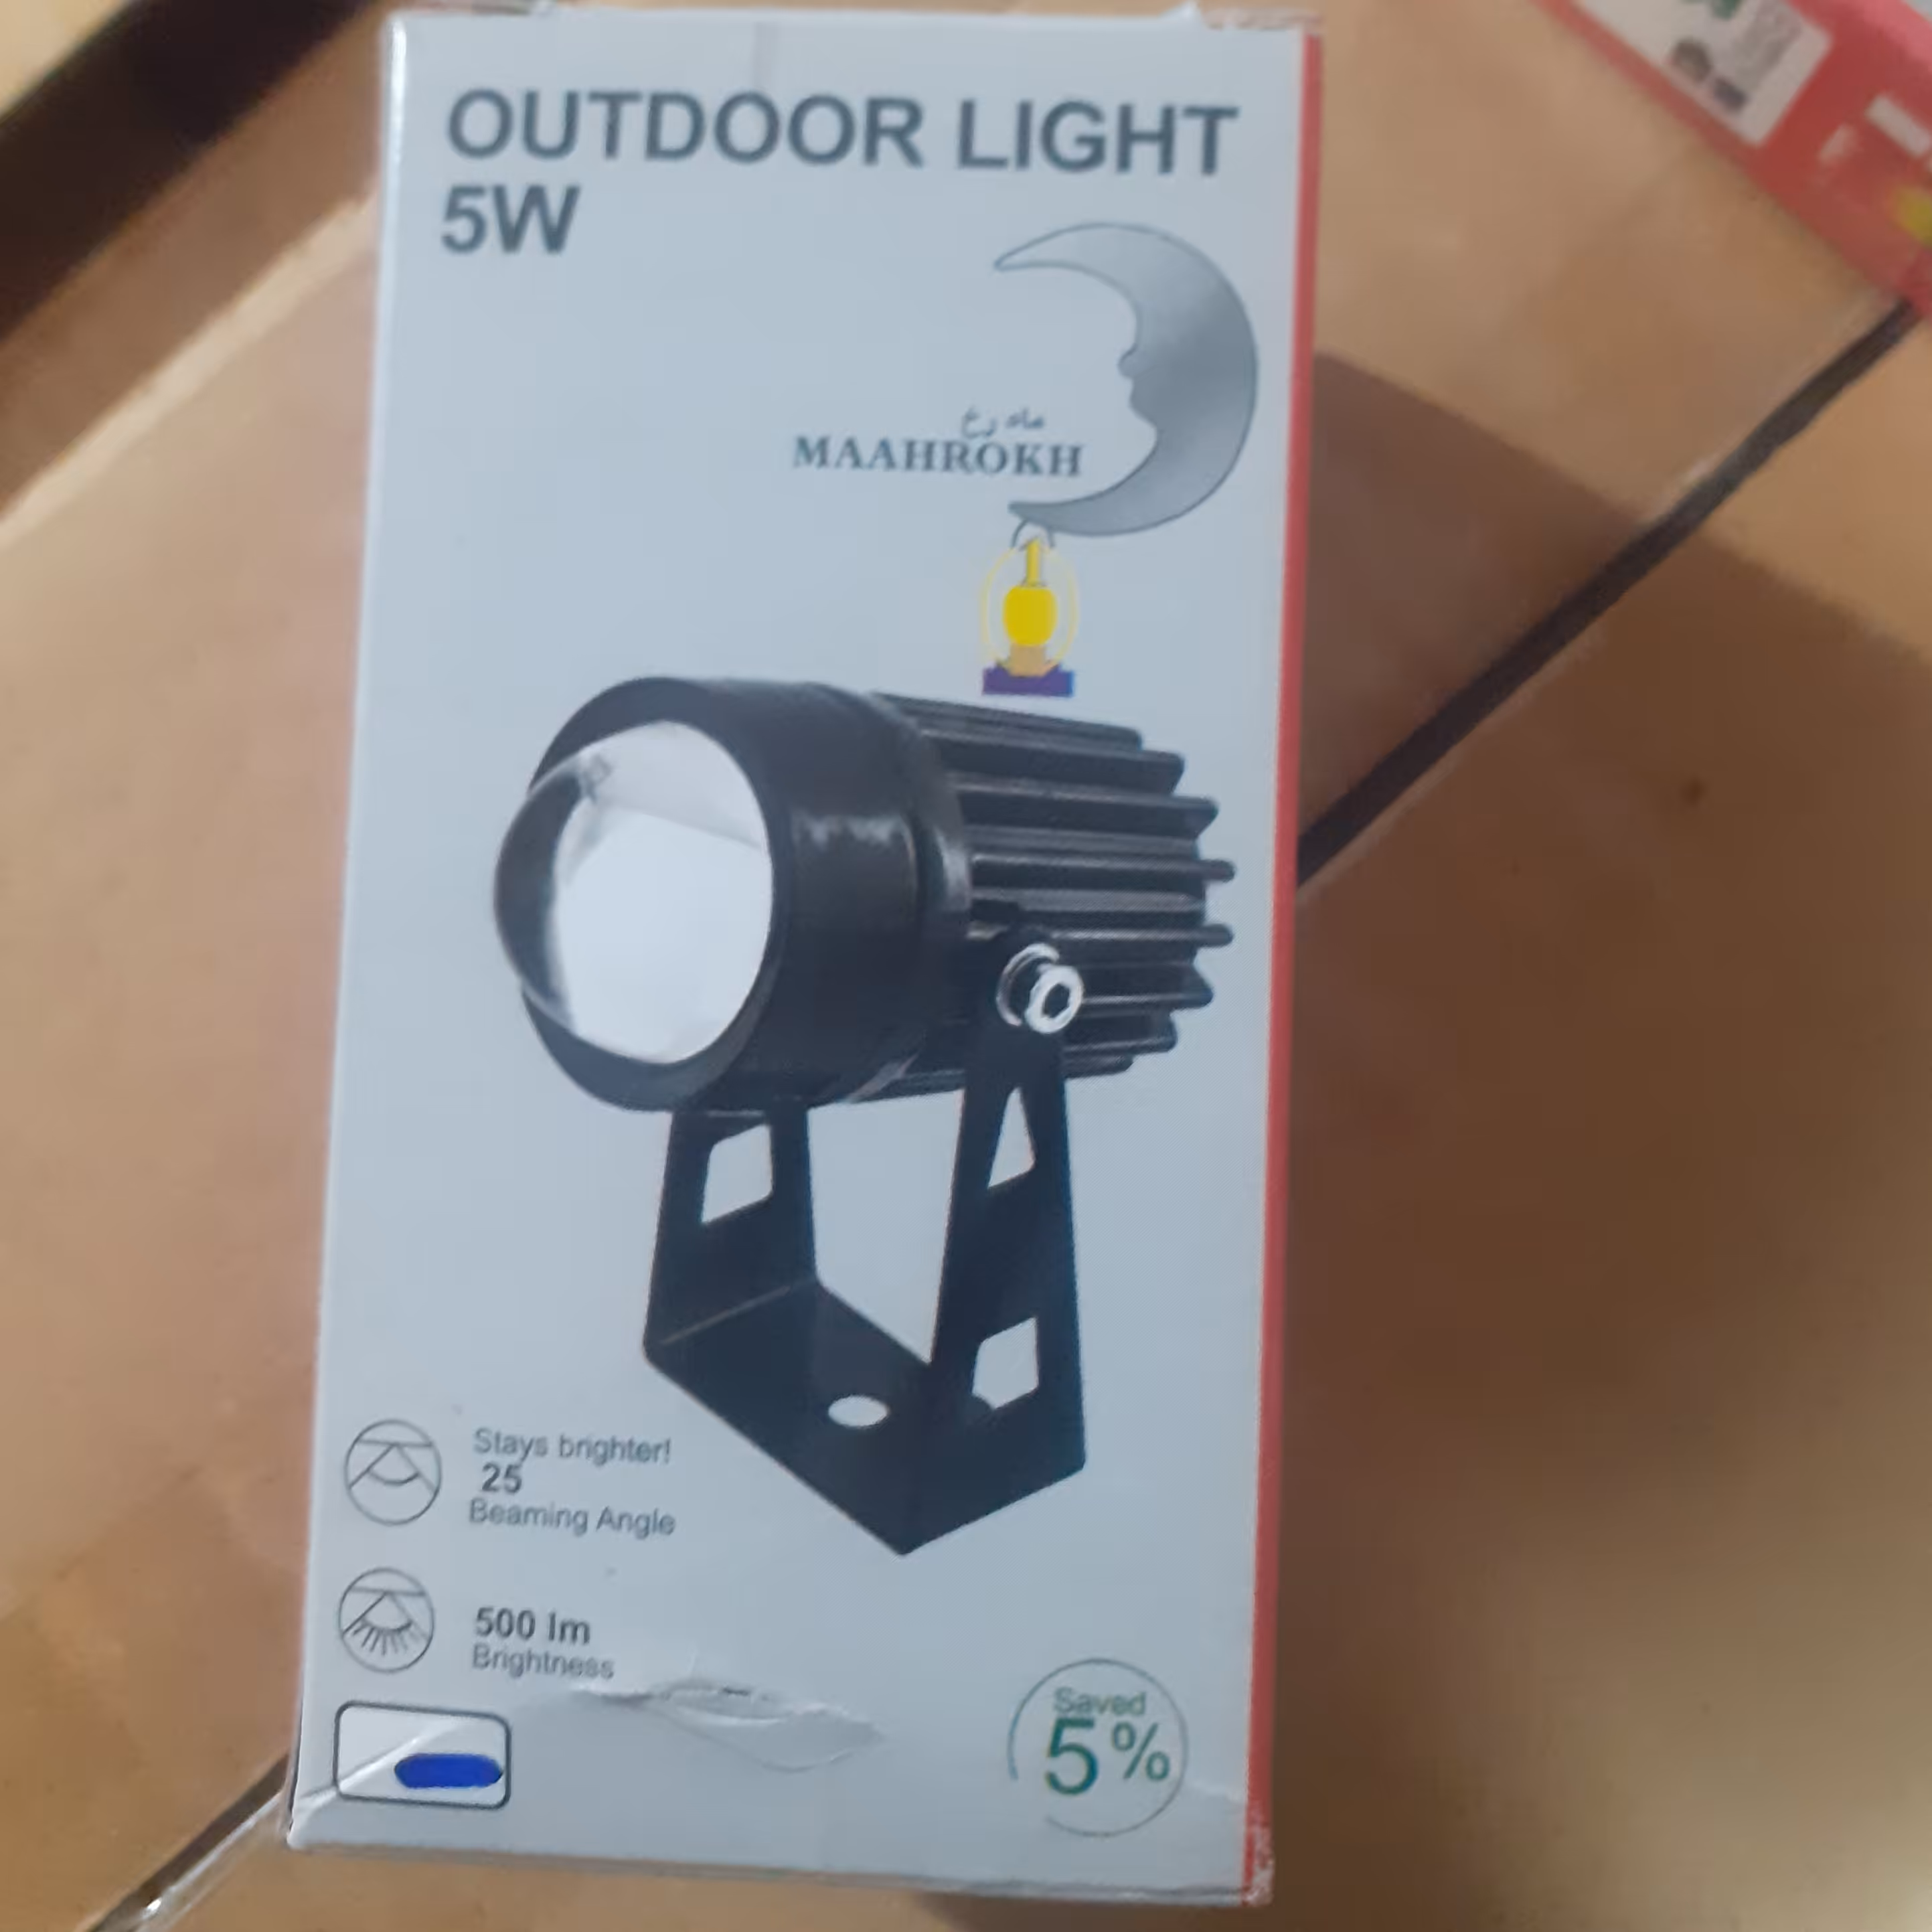 OUTDOOR LIGHT
5W
ماه رخ
MAAHROKH
Stays brighter!
25
Beaming Angle
500 lm
Brightness
Saved
5%